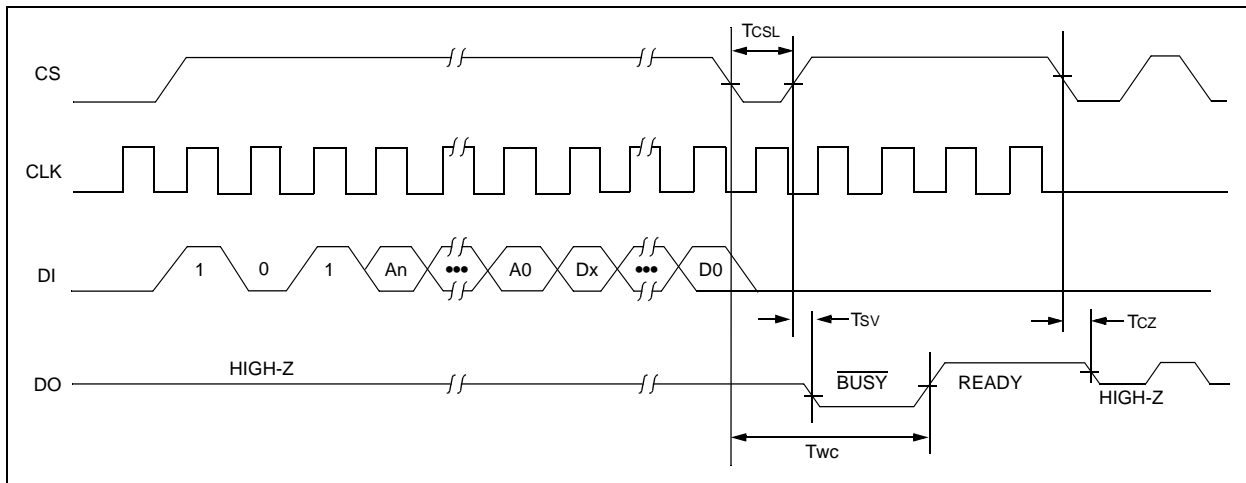 TCSL
CS
CLK
DI 1 0 1 An ••• A0 Dx ••• D0
TSV TCZ
DO HIGH-Z BUSY READY HIGH-Z
TWC